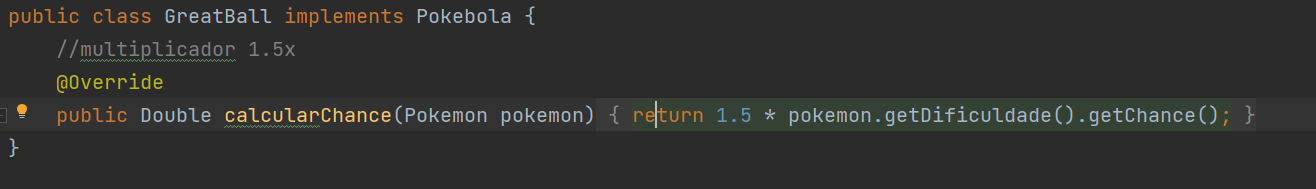 public class GreatBall implements Pokebola {
//multiplicador 1.5x
@Override
public Double calcularChance(Pokemon pokemon) { return 1.5 * pokemon.getDificuldade().getChance(); }
}